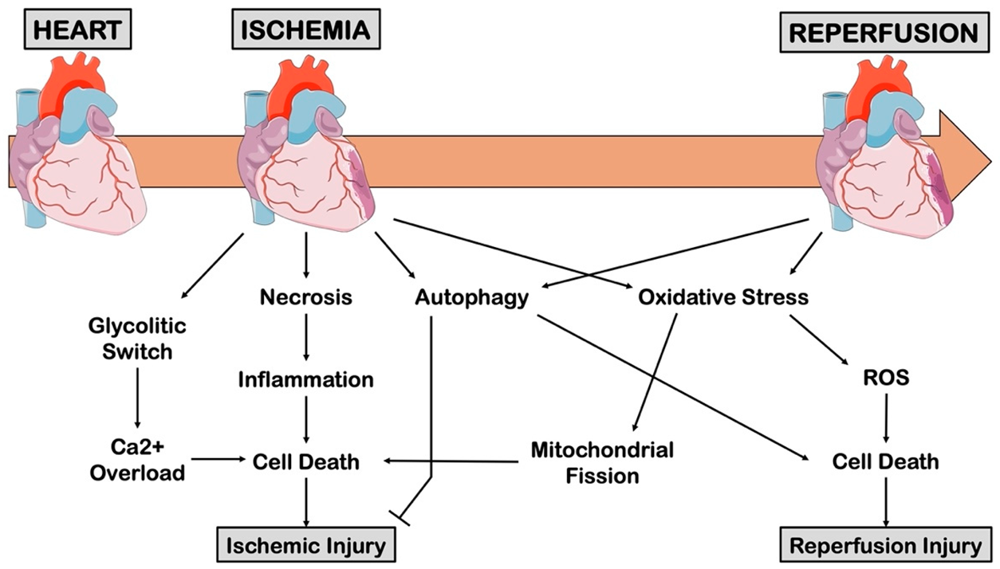 HEART
ISCHEMIA
REPERFUSION
Necrosis
Autophagy
Oxidative Stress
Glycolitic
Switch
Inflammation
ROS
Ca2+
Overload
Cell Death
Mitochondrial
Fission
Cell Death
Ischemic Injury
Reperfusion Injury